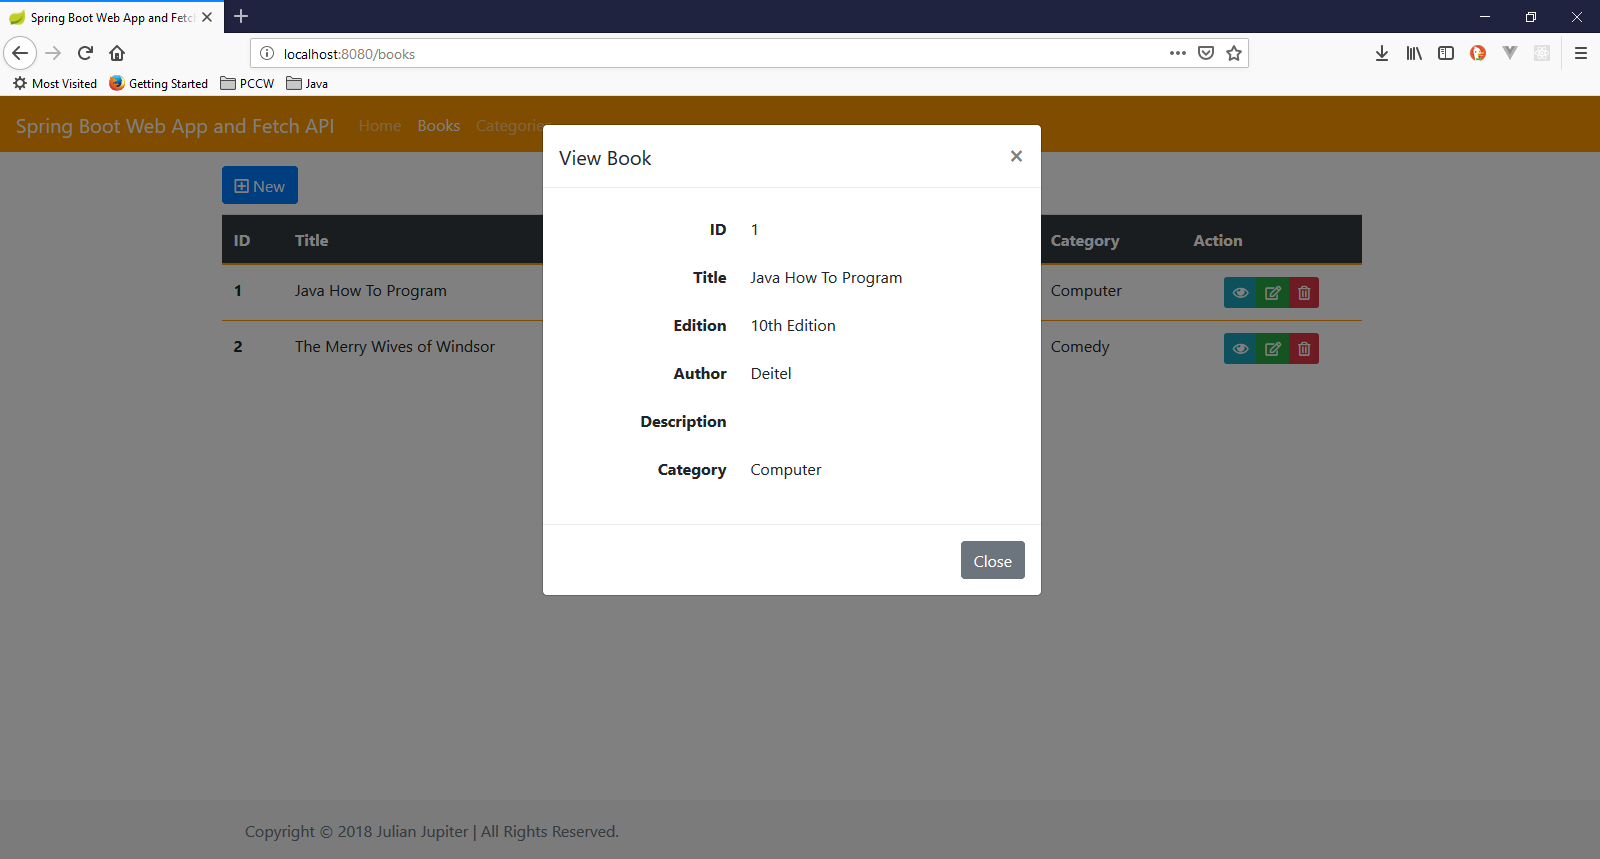 Spring Boot Web App and Fetc
localhost:8080/books
Most Visited Getting Started PCCW Java
Spring Boot Web App and Fetch API Home Books Categories
New
ID Title Category Action
1 Java How To Program Computer
2 The Merry Wives of Windsor Comedy
View Book ×
ID 1
Title Java How To Program
Edition 10th Edition
Author Deitel
Description
Category Computer
Close
Copyright © 2018 Julian Jupiter | All Rights Reserved.